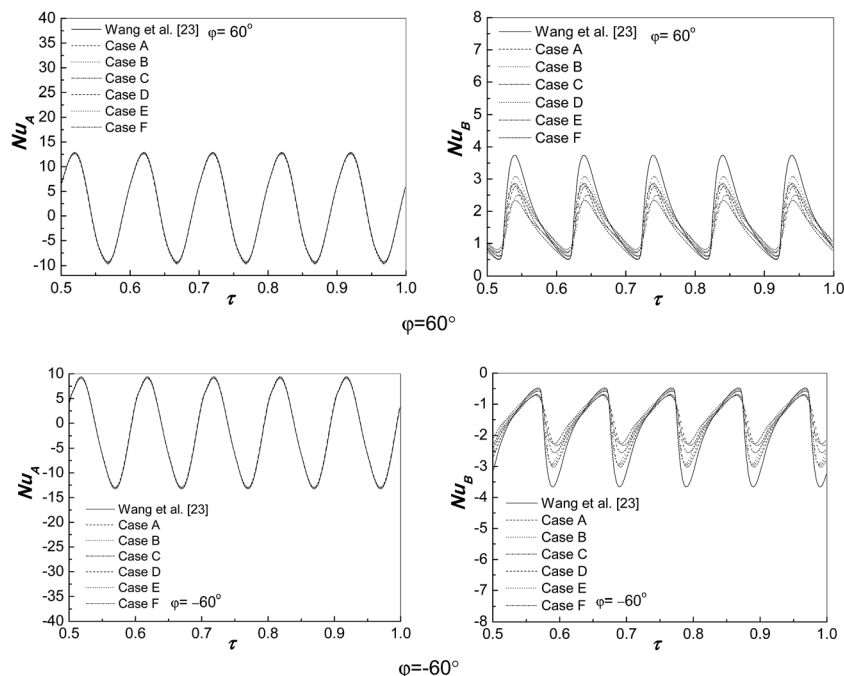 40
35
30
25
20
15
10
5
0
-5
-10
Nu_A
Wang et al. [23] φ= 60°
Case A
Case B
Case C
Case D
Case E
Case F
0.5 0.6 0.7 0.8 0.9 1.0
τ
8
7
6
5
4
3
2
1
0
Nu_B
Wang et al. [23] φ= 60°
Case A
Case B
Case C
Case D
Case E
Case F
0.5 0.6 0.7 0.8 0.9 1.0
τ
φ=60°
10
5
0
-5
-10
-15
-20
-25
-30
-35
-40
Nu_A
Wang et al. [23]
Case A
Case B
Case C
Case D
Case E
Case F φ= –60°
0.5 0.6 0.7 0.8 0.9 1.0
τ
0
-1
-2
-3
-4
-5
-6
-7
-8
Nu_B
Wang et al. [23]
Case A
Case B
Case C
Case D
Case E
Case F φ= –60°
0.5 0.6 0.7 0.8 0.9 1.0
τ
φ=-60°